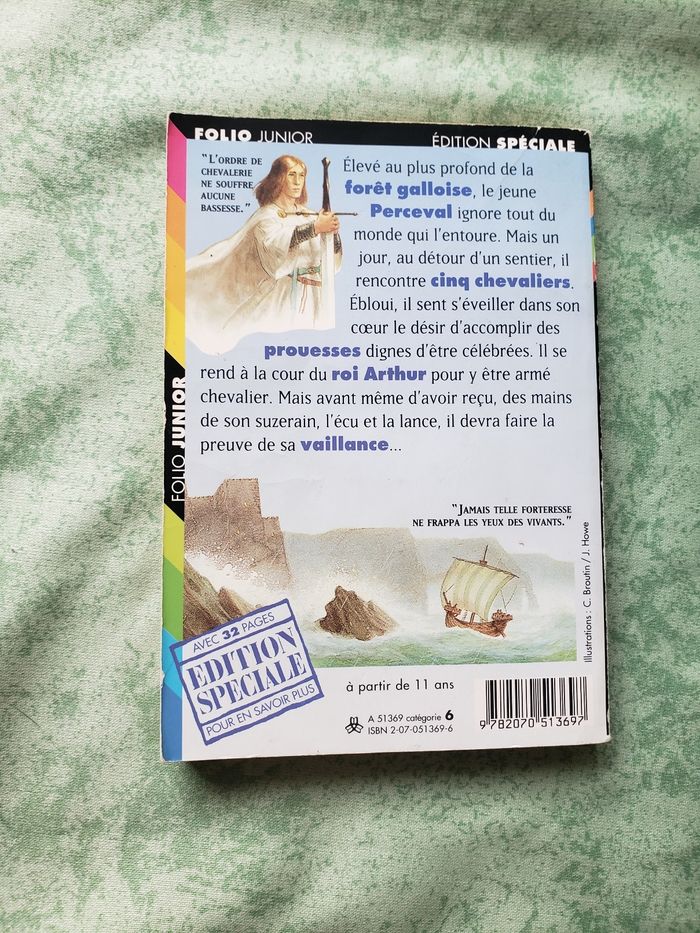 FOLIO JUNIOR
ÉDITION SPÉCIALE
"L'ORDRE DE
CHEVALERIE
NE SOUFFRE
AUCUNE
BASSESSE."
Élevé au plus profond de la
forêt galloise, le jeune
Perceval ignore tout du
monde qui l'entoure. Mais un
jour, au détour d'un sentier, il
rencontre cinq chevaliers.
Ébloui, il sent s'éveiller dans son
cœur le désir d'accomplir des
prouesses dignes d'être célébrées. Il se
rend à la cour du roi Arthur pour y être armé
chevalier. Mais avant même d'avoir reçu, des mains
de son suzerain, l'écu et la lance, il devra faire la
preuve de sa vaillance...
FOLIO JUNIOR
"JAMAIS TELLE FORTERESSE
NE FRAPPA LES YEUX DES VIVANTS."
Illustrations : C. Broutin / J. Howe
AVEC 32 PAGES
EDITION
SPECIALE
POUR EN SAVOIR PLUS
à partir de 11 ans
A 51369 catégorie 6
ISBN 2-07-051369-6
9 782070 513697